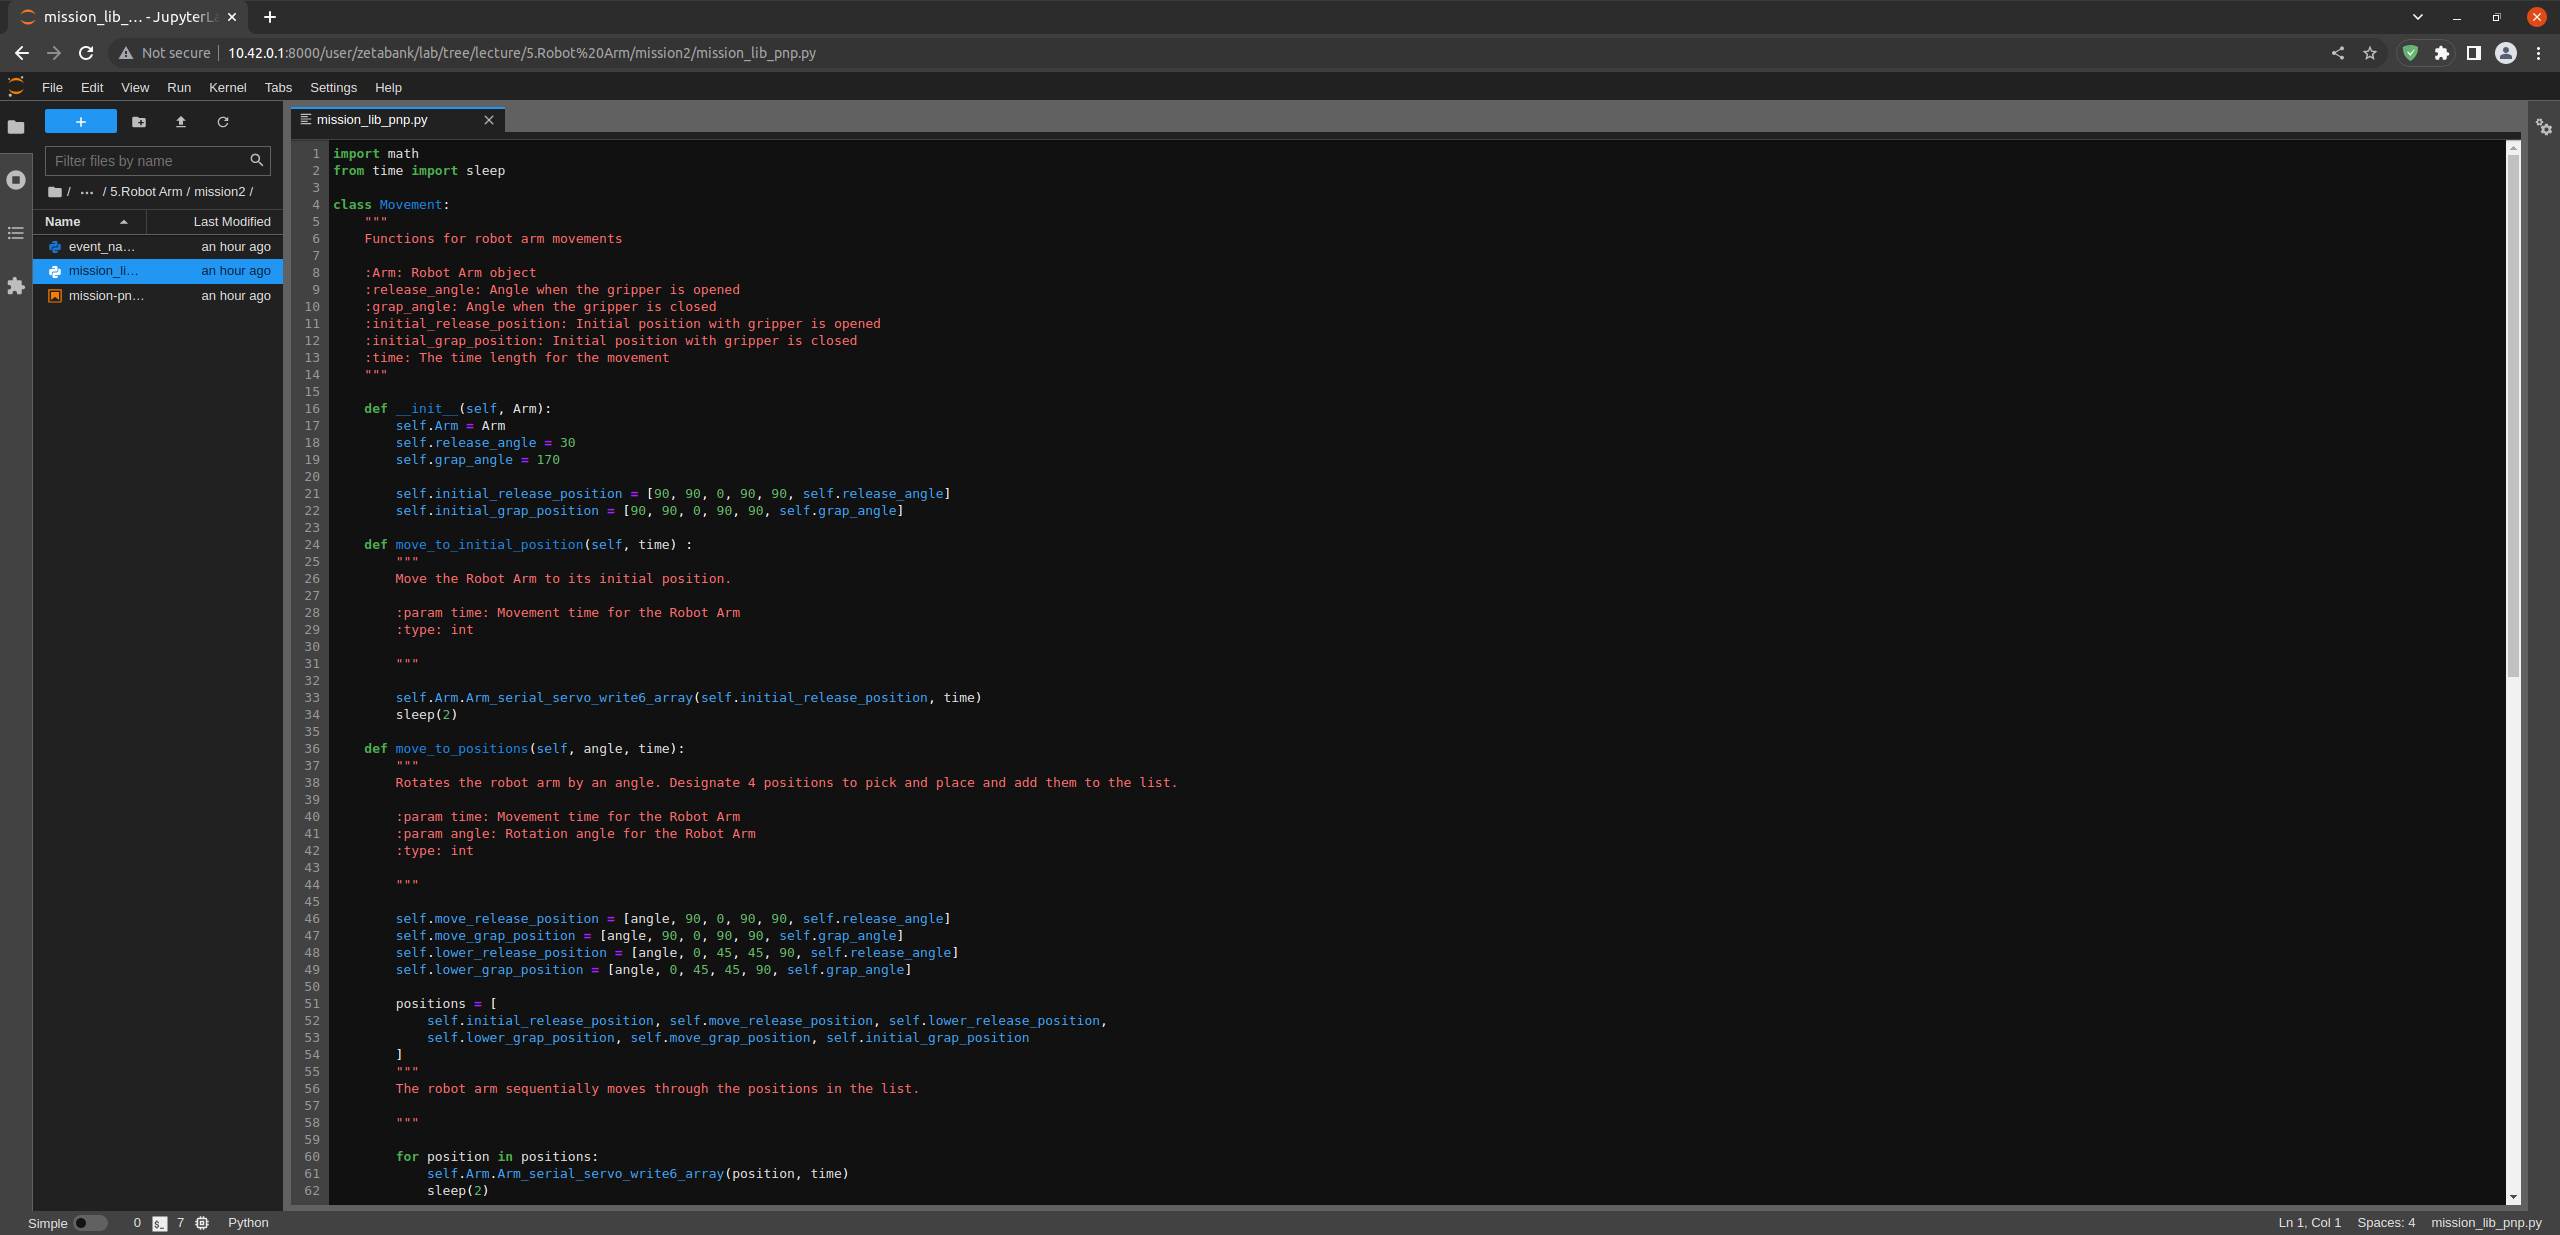 mission_lib_... - JupyterLa
Not secure | 10.42.0.1:8000/user/zetabank/lab/tree/lecture/5.Robot%20Arm/mission2/mission_lib_pnp.py
File Edit View Run Kernel Tabs Settings Help
mission_lib_pnp.py
Filter files by name
/ ... / 5.Robot Arm / mission2 /
Name Last Modified
event_na... an hour ago
mission_li... an hour ago
mission-pn... an hour ago
1 import math
2 from time import sleep
3
4 class Movement:
5     """
6     Functions for robot arm movements
7
8     :Arm: Robot Arm object
9     :release_angle: Angle when the gripper is opened
10     :grap_angle: Angle when the gripper is closed
11     :initial_release_position: Initial position with gripper is opened
12     :initial_grap_position: Initial position with gripper is closed
13     :time: The time length for the movement
14     """
15
16     def __init__(self, Arm):
17         self.Arm = Arm
18         self.release_angle = 30
19         self.grap_angle = 170
20
21         self.initial_release_position = [90, 90, 0, 90, 90, self.release_angle]
22         self.initial_grap_position = [90, 90, 0, 90, 90, self.grap_angle]
23
24     def move_to_initial_position(self, time) :
25         """
26         Move the Robot Arm to its initial position.
27
28         :param time: Movement time for the Robot Arm
29         :type: int
30
31         """
32
33         self.Arm.Arm_serial_servo_write6_array(self.initial_release_position, time)
34         sleep(2)
35
36     def move_to_positions(self, angle, time):
37         """
38         Rotates the robot arm by an angle. Designate 4 positions to pick and place and add them to the list.
39
40         :param time: Movement time for the Robot Arm
41         :param angle: Rotation angle for the Robot Arm
42         :type: int
43
44         """
45
46         self.move_release_position = [angle, 90, 0, 90, 90, self.release_angle]
47         self.move_grap_position = [angle, 90, 0, 90, 90, self.grap_angle]
48         self.lower_release_position = [angle, 0, 45, 45, 90, self.release_angle]
49         self.lower_grap_position = [angle, 0, 45, 45, 90, self.grap_angle]
50
51         positions = [
52             self.initial_release_position, self.move_release_position, self.lower_release_position,
53             self.lower_grap_position, self.move_grap_position, self.initial_grap_position
54         ]
55         """
56         The robot arm sequentially moves through the positions in the list.
57
58         """
59
60         for position in positions:
61             self.Arm.Arm_serial_servo_write6_array(position, time)
62             sleep(2)
Simple 0 $_ 7 Python Ln 1, Col 1 Spaces: 4 mission_lib_pnp.py